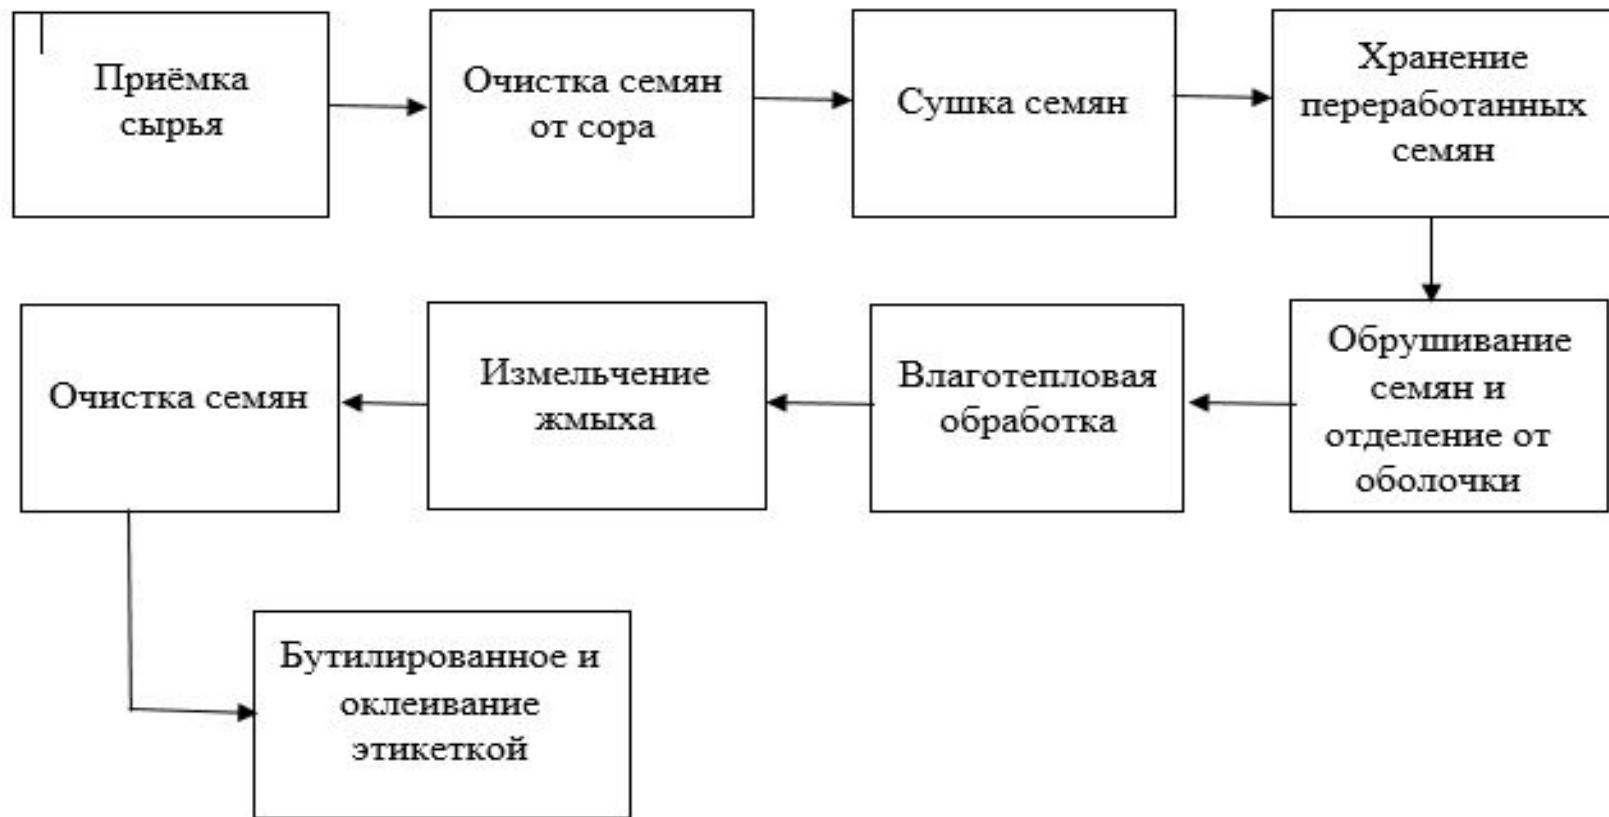 Приёмка
сырья
Очистка семян
от сора
Сушка семян
Хранение
переработанных
семян
Обрушивание
семян и
отделение от
оболочки
Влаготепловая
обработка
Измельчение
жмыха
Очистка семян
Бутилированное и
оклеивание
этикеткой